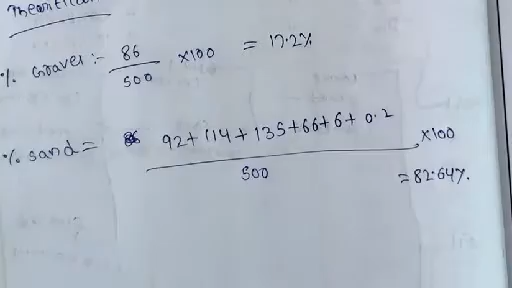 % Gravel :- 86/500 ×100 = 17.2%
% sand = 92+114+135+66+6+0.2/500 ×100
= 82.64%.